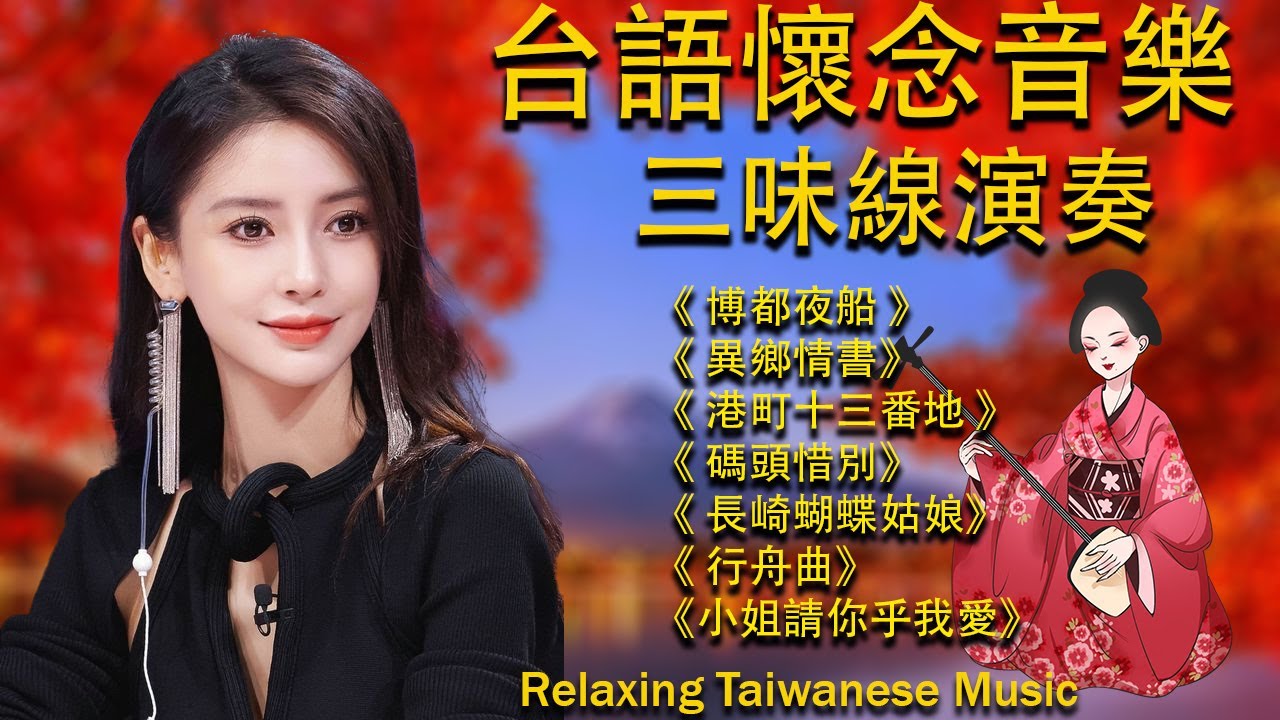 台語懷念音樂
三味線演奏
《 博都夜船 》
《 異鄉情書》
《 港町十三番地 》
《 碼頭惜別》
《 長崎蝴蝶姑娘》
《 行舟曲》
《小姐請你乎我愛》
Relaxing Taiwanese Music